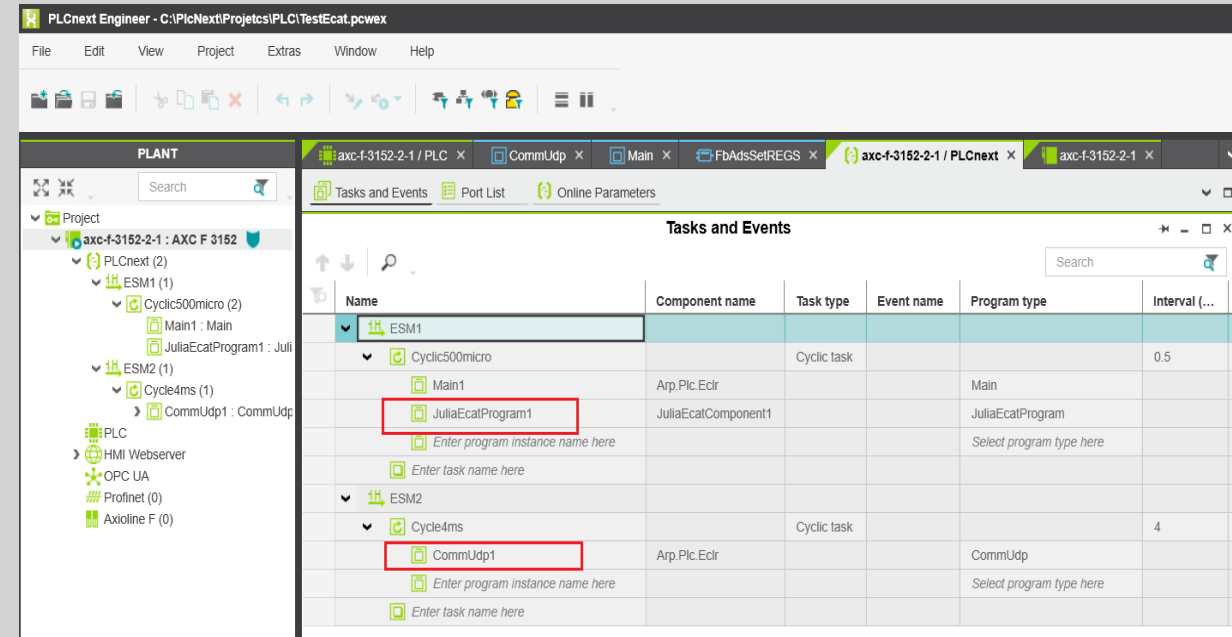 PLCnext Engineer - C:\PlcNext\Projetcs\PLC\TestEcat.pcwex
File Edit View Project Extras Window Help
PLANT
axc-f-3152-2-1 / PLC CommUdp Main FbAdsSetREGS axc-f-3152-2-1 / PLCnext axc-f-3152-2-1
Search
Tasks and Events Port List Online Parameters
Project
axc-f-3152-2-1 : AXC F 3152
PLCnext (2)
ESM1 (1)
Cyclic500micro (2)
Main1 : Main
JuliaEcatProgram1 : Juli
ESM2 (1)
Cycle4ms (1)
CommUdp1 : CommUdp
PLC
HMI Webserver
OPC UA
Profinet (0)
Axioline F (0)
Tasks and Events
Search
Name Component name Task type Event name Program type Interval (...
ESM1
Cyclic500micro Cyclic task 0.5
Main1 Arp.Plc.Eclr Main
JuliaEcatProgram1 JuliaEcatComponent1 JuliaEcatProgram
Enter program instance name here Select program type here
Enter task name here
ESM2
Cycle4ms Cyclic task 4
CommUdp1 Arp.Plc.Eclr CommUdp
Enter program instance name here Select program type here
Enter task name here